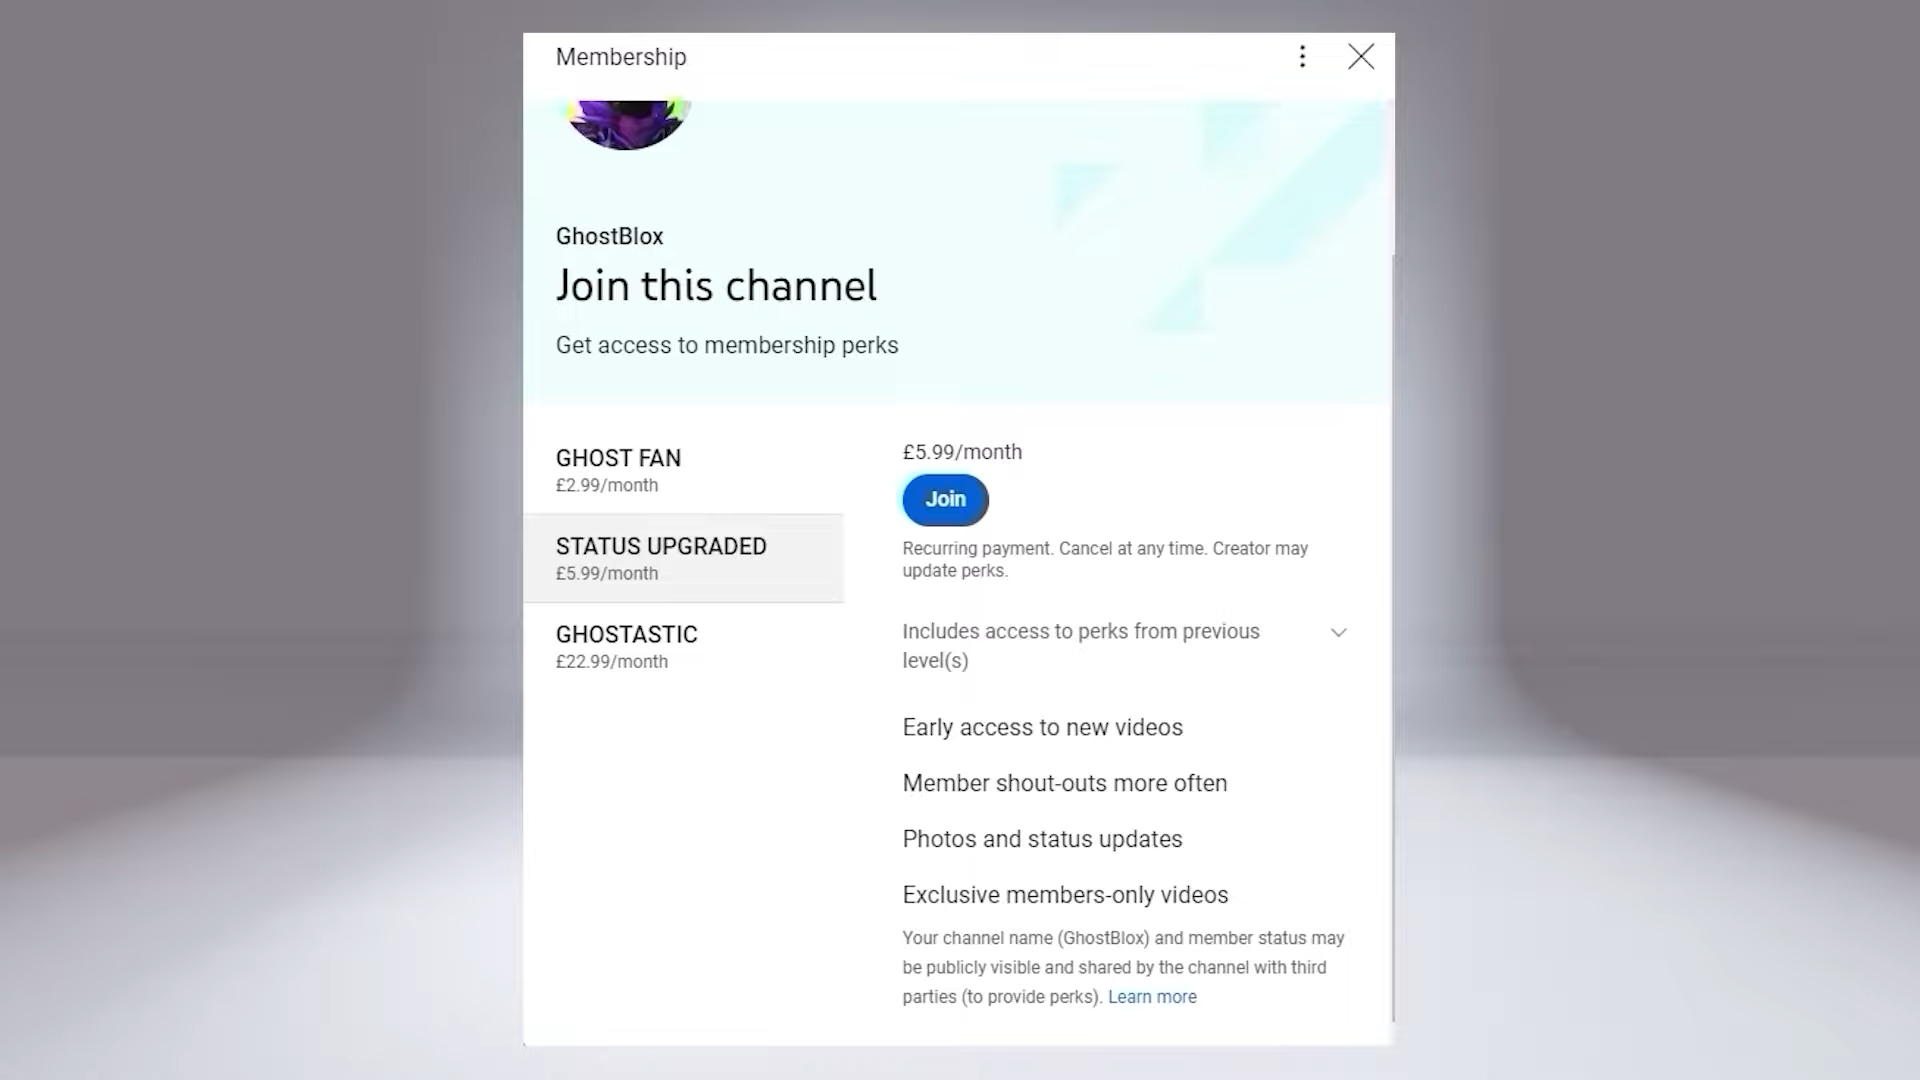 Membership
GhostBlox
Join this channel
Get access to membership perks
GHOST FAN
£2.99/month
STATUS UPGRADED
£5.99/month
GHOSTASTIC
£22.99/month
£5.99/month
Join
Recurring payment. Cancel at any time. Creator may
update perks.
Includes access to perks from previous
level(s)
Early access to new videos
Member shout-outs more often
Photos and status updates
Exclusive members-only videos
Your channel name (GhostBlox) and member status may
be publicly visible and shared by the channel with third
parties (to provide perks). Learn more